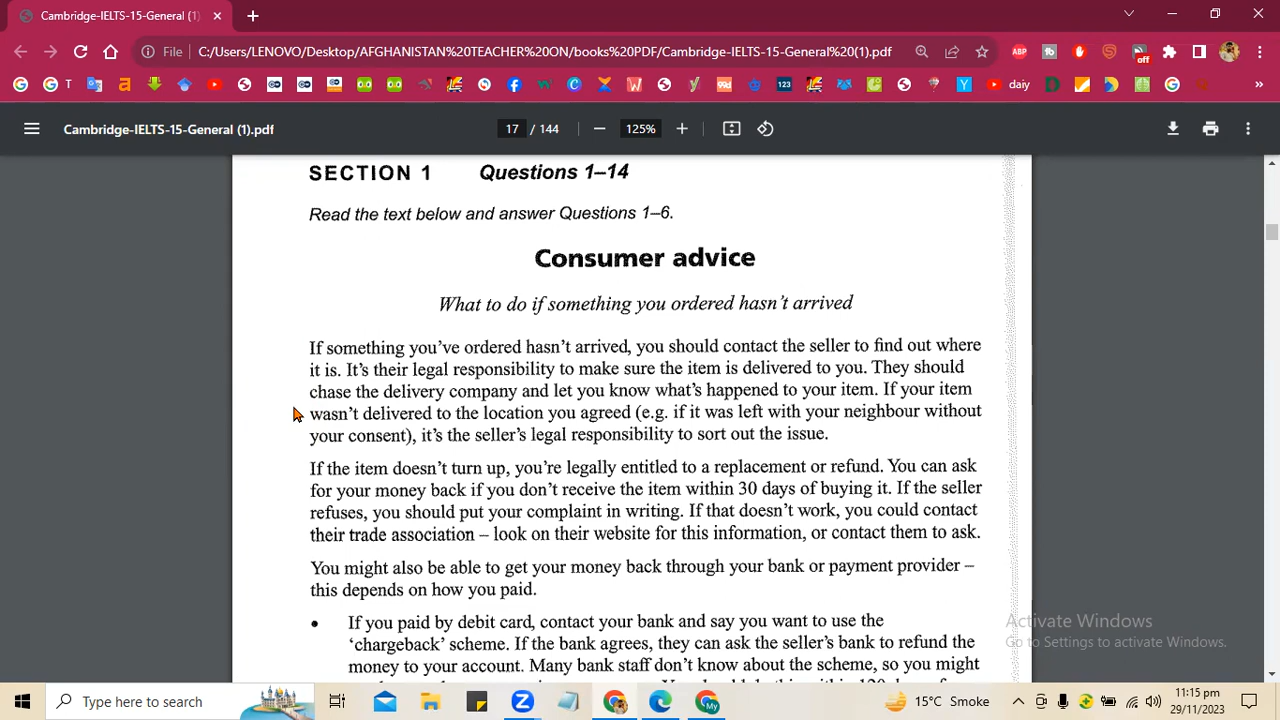 Cambridge-IELTS-15-General (1)
File C:/Users/LENOVO/Desktop/AFGHANISTAN%20TEACHER%20ON/books%20PDF/Cambridge-IELTS-15-General%20(1).pdf
ABP
off
G T
a
123
Y
daiy
D
»
Cambridge-IELTS-15-General (1).pdf
17 / 144
125%
SECTION 1 Questions 1–14
Read the text below and answer Questions 1–6.
Consumer advice
What to do if something you ordered hasn't arrived
If something you've ordered hasn't arrived, you should contact the seller to find out where
it is. It's their legal responsibility to make sure the item is delivered to you. They should
chase the delivery company and let you know what's happened to your item. If your item
wasn't delivered to the location you agreed (e.g. if it was left with your neighbour without
your consent), it's the seller's legal responsibility to sort out the issue.
If the item doesn't turn up, you're legally entitled to a replacement or refund. You can ask
for your money back if you don't receive the item within 30 days of buying it. If the seller
refuses, you should put your complaint in writing. If that doesn't work, you could contact
their trade association – look on their website for this information, or contact them to ask.
You might also be able to get your money back through your bank or payment provider –
this depends on how you paid.
• If you paid by debit card, contact your bank and say you want to use the
'chargeback' scheme. If the bank agrees, they can ask the seller's bank to refund the
money to your account. Many bank staff don't know about the scheme, so you might
Activate Windows
Go to Settings to activate Windows.
Type here to search
15°C Smoke
11:15 pm
29/11/2023